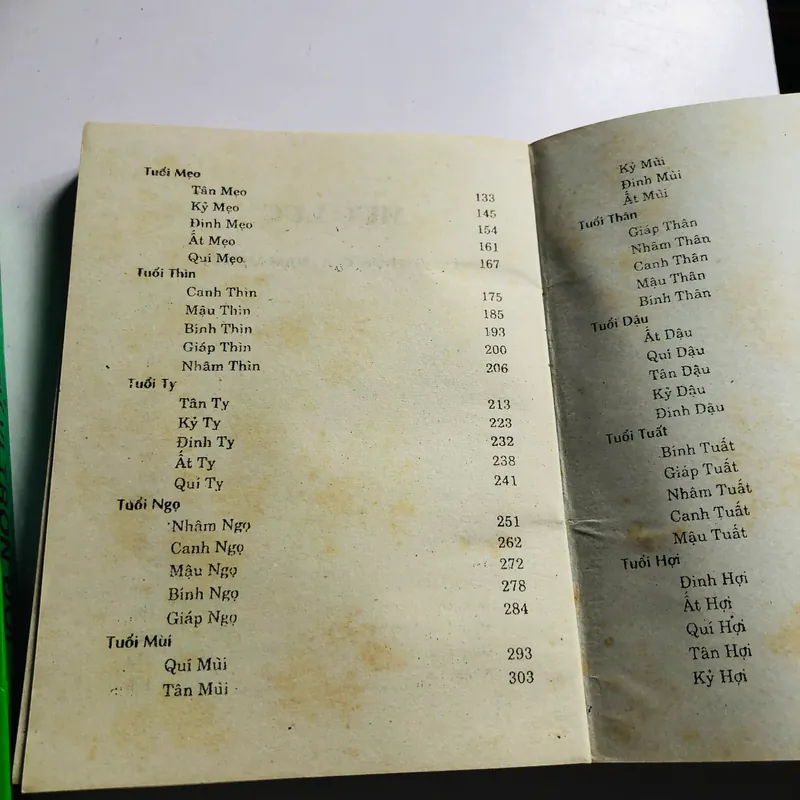 Tuổi Mẹo
Tân Mẹo 133
Kỷ Mẹo 145
Đinh Mẹo 154
Ất Mẹo 161
Quí Mẹo 167
Tuổi Thìn
Canh Thìn 175
Mậu Thìn 185
Bính Thìn 193
Giáp Thìn 200
Nhâm Thìn 206
Tuổi Tỵ
Tân Tỵ 213
Kỷ Tỵ 223
Đính Tỵ 232
Ất Tỵ 238
Quí Tỵ 241
Tuổi Ngọ
Nhâm Ngọ 251
Canh Ngọ 262
Mậu Ngọ 272
Bính Ngọ 278
Giáp Ngọ 284
Tuổi Mùi
Quí Mùi 293
Tân Mùi 303
Kỷ Mùi
Đinh Mùi
Ất Mùi
Tuổi Thân
Giáp Thân
Nhâm Thân
Canh Thân
Mậu Thân
Bính Thân
Tuổi Dậu
Ất Dậu
Quí Dậu
Tân Dậu
Kỷ Dậu
Đinh Dậu
Tuổi Tuất
Bính Tuất
Giáp Tuất
Nhâm Tuất
Canh Tuất
Mậu Tuất
Tuổi Hợi
Đinh Hợi
Ất Hợi
Quí Hợi
Tân Hợi
Kỷ Hợi